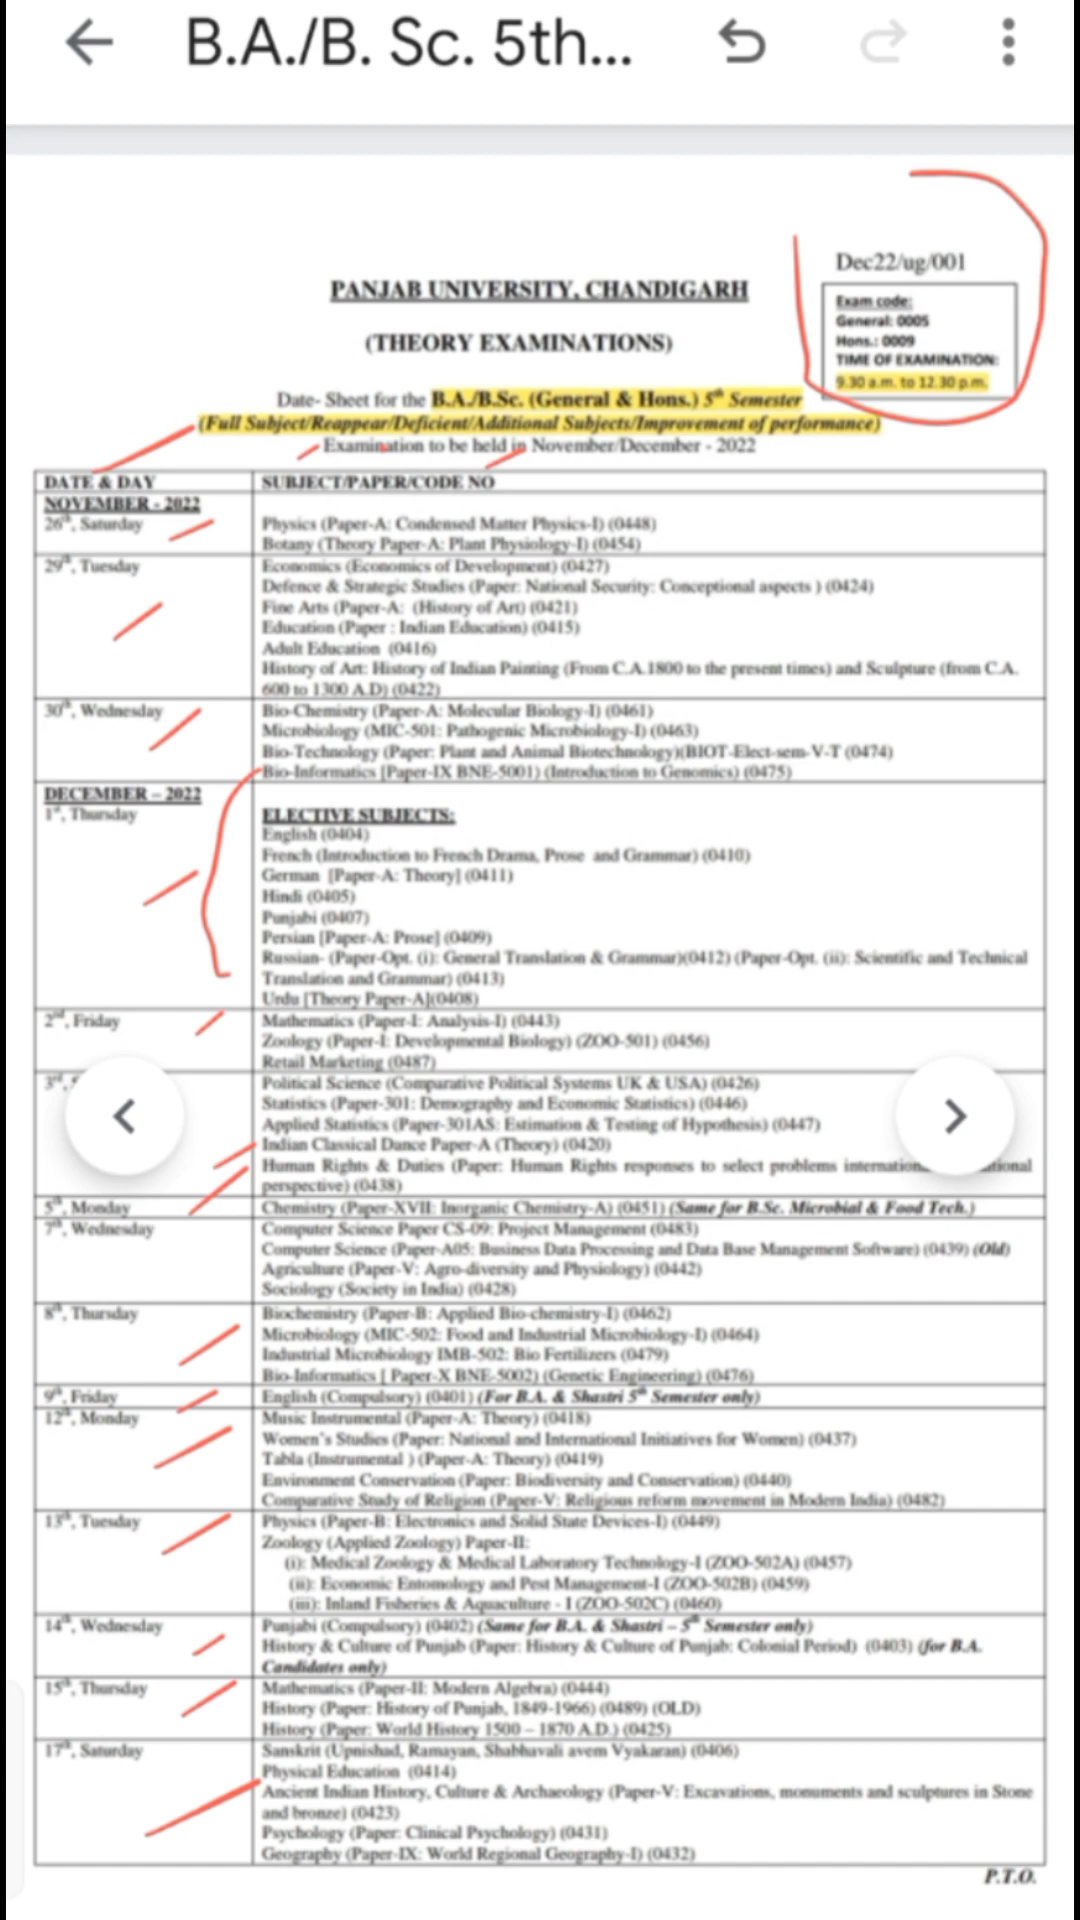 B.A./B. Sc. 5th...
Dec22/ug/001
PANJAB UNIVERSITY, CHANDIGARH
Exam code:
General: 0005
Hons.: 0009
TIME OF EXAMINATION:
9.30 a.m. to 12.30 p.m.
(THEORY EXAMINATIONS)
Date- Sheet for the B.A./B.Sc. (General & Hons.) 5th Semester
(Full Subject/Reappear/Deficient/Additional Subjects/Improvement of performance)
Examination to be held in November/December - 2022
DATE & DAY SUBJECT/PAPER/CODE NO
NOVEMBER - 2022
26th, Saturday Physics (Paper-A: Condensed Matter Physics-I) (0448)
Botany (Theory Paper-A: Plant Physiology-I) (0454)
29th, Tuesday Economics (Economics of Development) (0427)
Defence & Strategic Studies (Paper: National Security: Conceptional aspects ) (0424)
Fine Arts (Paper-A: (History of Art) (0421)
Education (Paper : Indian Education) (0415)
Adult Education (0416)
History of Art: History of Indian Painting (From C.A.1800 to the present times) and Sculpture (from C.A.
600 to 1300 A.D) (0422)
30th, Wednesday Bio-Chemistry (Paper-A: Molecular Biology-I) (0461)
Microbiology (MIC-501: Pathogenic Microbiology-I) (0463)
Bio-Technology (Paper: Plant and Animal Biotechnology)(BIOT-Elect-sem-V-T (0474)
Bio-Informatics [Paper-IX BNE-5001) (Introduction to Genomics) (0475)
DECEMBER – 2022
1st, Thursday ELECTIVE SUBJECTS:
English (0404)
French (Introduction to French Drama, Prose and Grammar) (0410)
German [Paper-A: Theory] (0411)
Hindi (0405)
Punjabi (0407)
Persian [Paper-A: Prose] (0409)
Russian- (Paper-Opt. (i): General Translation & Grammar)(0412) (Paper-Opt. (ii): Scientific and Technical
Translation and Grammar) (0413)
Urdu [Theory Paper-A](0408)
2nd, Friday Mathematics (Paper-I: Analysis-I) (0443)
Zoology (Paper-I: Developmental Biology) (ZOO-501) (0456)
Retail Marketing (0487)
3rd, Political Science (Comparative Political Systems UK & USA) (0426)
Statistics (Paper-301: Demography and Economic Statistics) (0446)
Applied Statistics (Paper-301AS: Estimation & Testing of Hypothesis) (0447)
Indian Classical Dance Paper-A (Theory) (0420)
Human Rights & Duties (Paper: Human Rights responses to select problems
perspective) (0438)
5th, Monday Chemistry (Paper-XVII: Inorganic Chemistry-A) (0451) (Same for B.Sc. Microbial & Food Tech.)
7th, Wednesday Computer Science Paper CS-09: Project Management (0483)
Computer Science (Paper-A05: Business Data Processing and Data Base Management Software) (0439) (Old)
Agriculture (Paper-V: Agro-diversity and Physiology) (0442)
Sociology (Society in India) (0428)
8th, Thursday Biochemistry (Paper-B: Applied Bio-chemistry-I) (0462)
Microbiology (MIC-502: Food and Industrial Microbiology-I) (0464)
Industrial Microbiology IMB-502: Bio Fertilizers (0479)
Bio-Informatics [ Paper-X BNE-5002) (Genetic Engineering) (0476)
9th, Friday English (Compulsory) (0401) (For B.A. & Shastri 5th Semester only)
12th, Monday Music Instrumental (Paper-A: Theory) (0418)
Women's Studies (Paper: National and International Initiatives for Women) (0437)
Tabla (Instrumental ) (Paper-A: Theory) (0419)
Environment Conservation (Paper: Biodiversity and Conservation) (0440)
Comparative Study of Religion (Paper-V: Religious reform movement in Modern India) (0482)
13th, Tuesday Physics (Paper-B: Electronics and Solid State Devices-I) (0449)
Zoology (Applied Zoology) Paper-II:
(i): Medical Zoology & Medical Laboratory Technology-I (ZOO-502A) (0457)
(ii): Economic Entomology and Pest Management-I (ZOO-502B) (0459)
(iii): Inland Fisheries & Aquaculture - I (ZOO-502C) (0460)
14th, Wednesday Punjabi (Compulsory) (0402) (Same for B.A. & Shastri – 5th Semester only)
History & Culture of Punjab (Paper: History & Culture of Punjab: Colonial Period) (0403) (for B.A.
Candidates only)
15th, Thursday Mathematics (Paper-II: Modern Algebra) (0444)
History (Paper: History of Punjab, 1849-1966) (0489) (OLD)
History (Paper: World History 1500 – 1870 A.D.) (0425)
17th, Saturday Sanskrit (Upnishad, Ramayan, Shabhavali avem Vyakaran) (0406)
Physical Education (0414)
Ancient Indian History, Culture & Archaeology (Paper-V: Excavations, monuments and sculptures in Stone
and bronze) (0423)
Psychology (Paper: Clinical Psychology) (0431)
Geography (Paper-IX: World Regional Geography-I) (0432)
P.T.O.